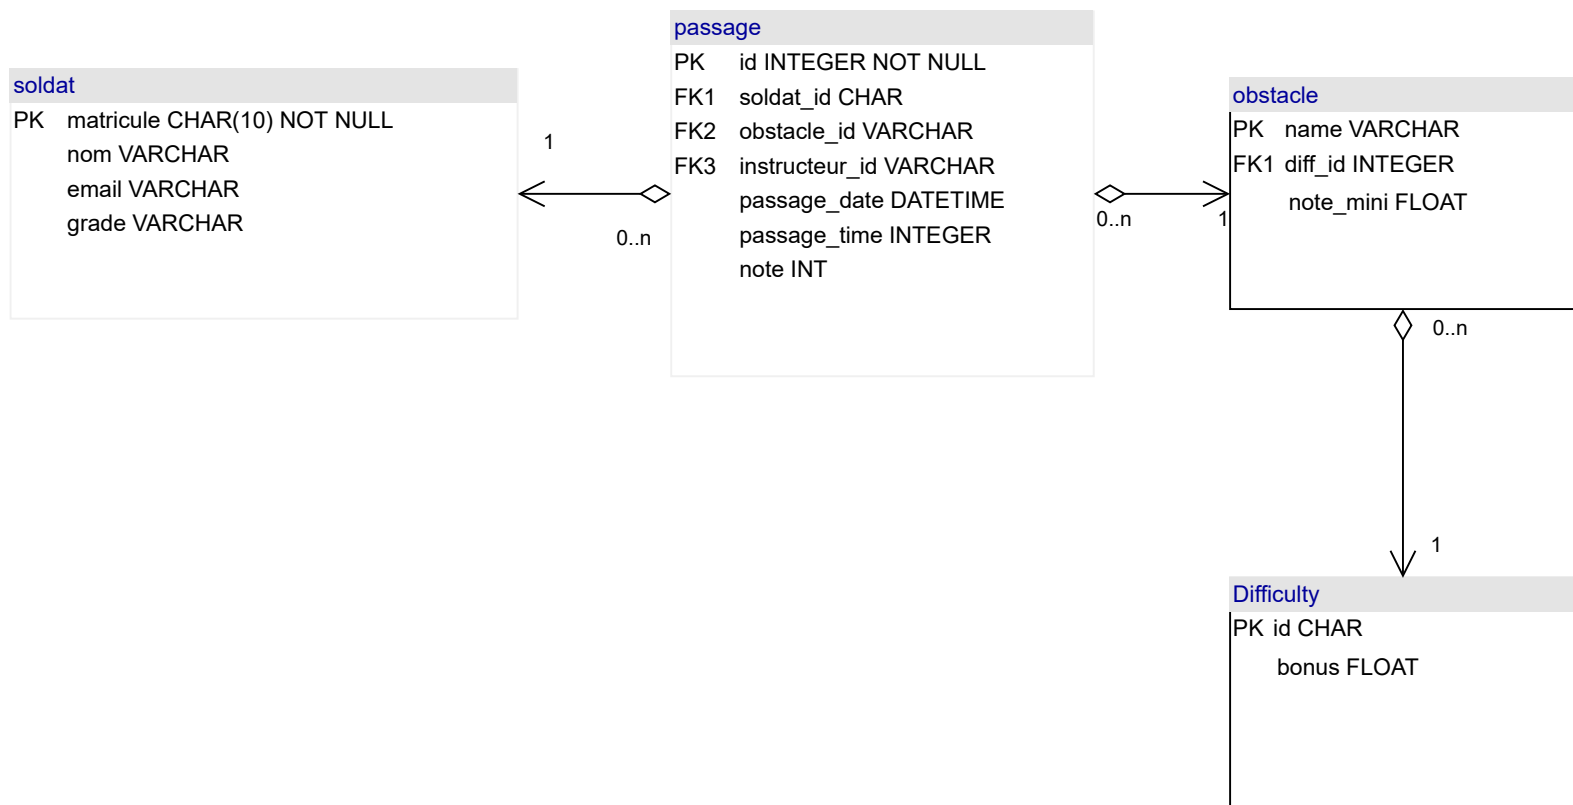 soldat
PK matricule CHAR(10) NOT NULL
nom VARCHAR
email VARCHAR
grade VARCHAR
1
0..n
passage
PK id INTEGER NOT NULL
FK1 soldat_id CHAR
FK2 obstacle_id VARCHAR
FK3 instructeur_id VARCHAR
passage_date DATETIME
passage_time INTEGER
note INT
0..n
1
obstacle
PK name VARCHAR
FK1 diff_id INTEGER
note_mini FLOAT
0..n
1
Difficulty
PK id CHAR
bonus FLOAT